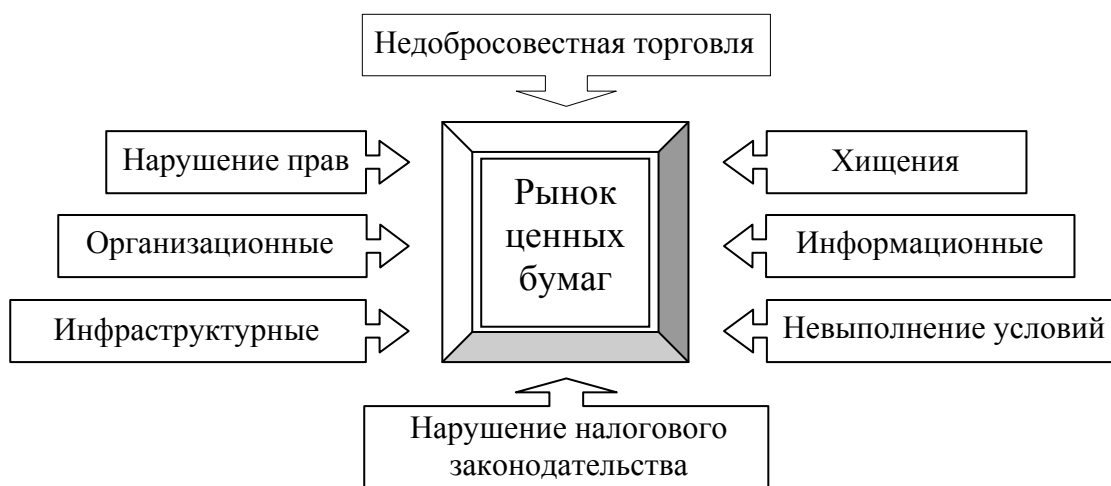 Недобросовестная торговля
Нарушение прав
Хищения
Рынок
ценных
бумаг
Организационные
Информационные
Инфраструктурные
Невыполнение условий
Нарушение налогового
законодательства